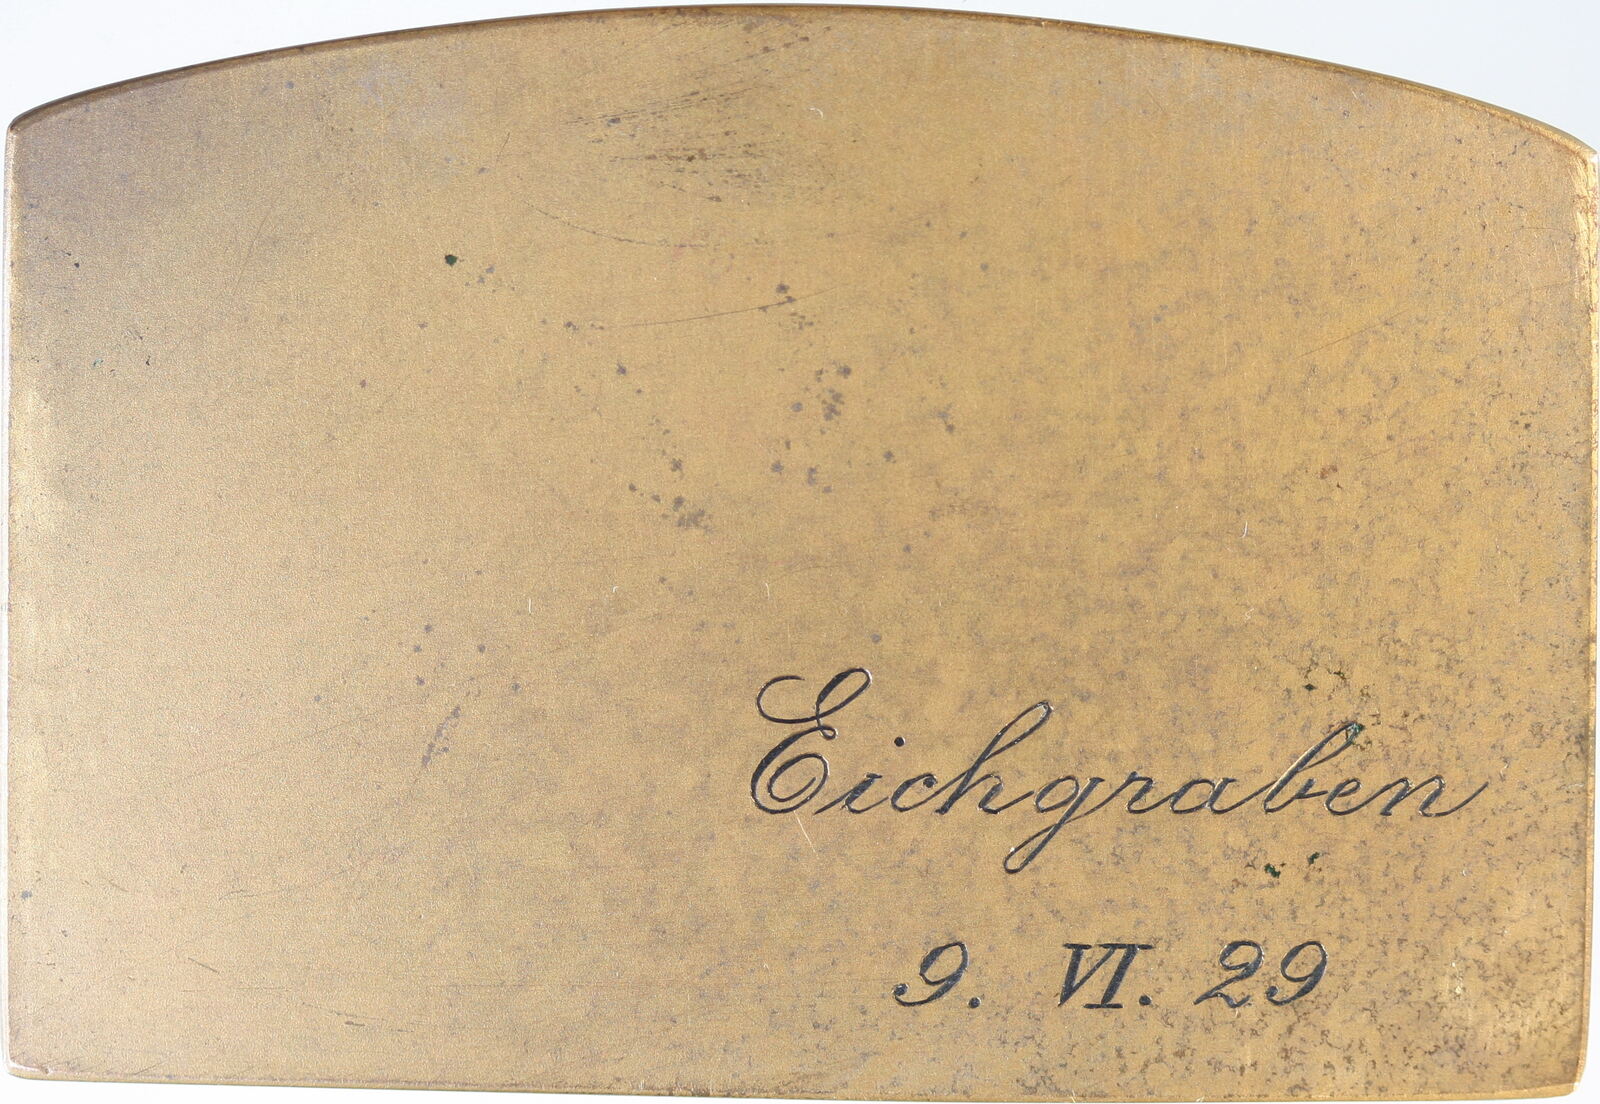 Eichgraben
9. VI. 29